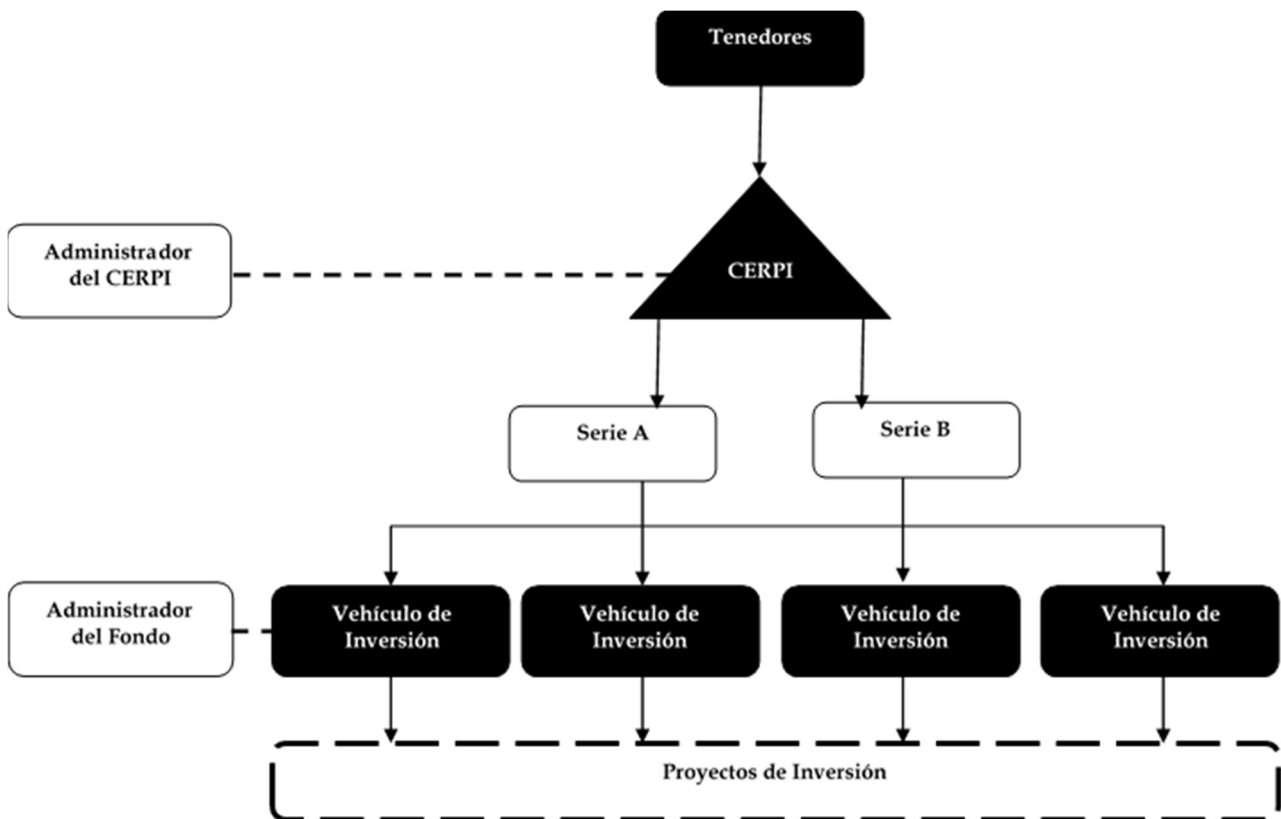 Tenedores
Administrador
del CERPI
CERPI
Serie A
Serie B
Administrador
del Fondo
Vehículo de
Inversión
Vehículo de
Inversión
Vehículo de
Inversión
Vehículo de
Inversión
Proyectos de Inversión